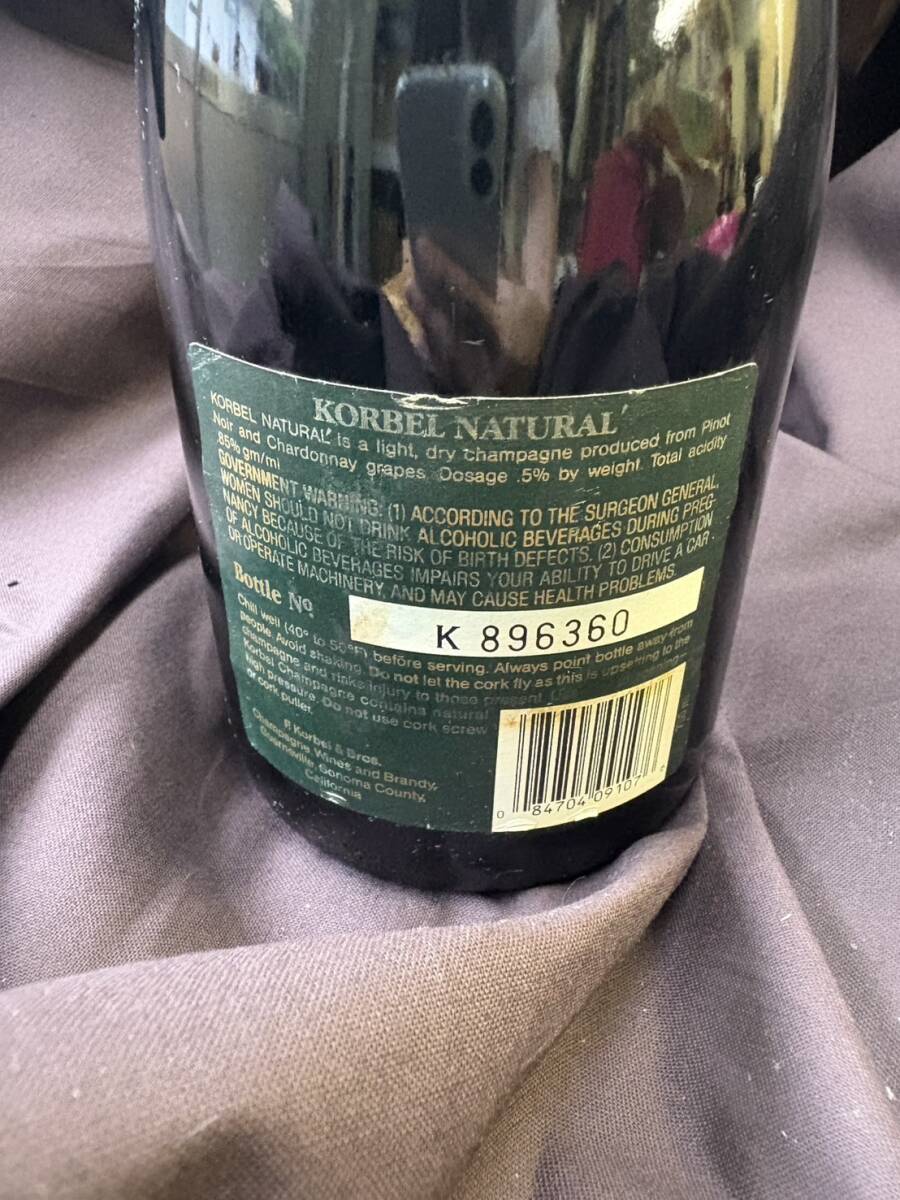 KORBEL NATURAL'
KORBEL NATURAL' is a light, dry champagne produced from Pinot
Noir and Chardonnay grapes. Dosage .5% by weight. Total acidity
.85% gm/ml
GOVERNMENT WARNING: (1) ACCORDING TO THE SURGEON GENERAL,
WOMEN SHOULD NOT DRINK ALCOHOLIC BEVERAGES DURING PREG-
NANCY BECAUSE OF THE RISK OF BIRTH DEFECTS. (2) CONSUMPTION
OF ALCOHOLIC BEVERAGES IMPAIRS YOUR ABILITY TO DRIVE A CAR
OR OPERATE MACHINERY, AND MAY CAUSE HEALTH PROBLEMS.
Bottle Nº
K 896360
Chill well (40° to 50°F) before serving. Always point bottle away from
people. Avoid shaking. Do not let the cork fly as this is upsetting to the
champagne and risks injury to those present.
Korbel Champagne contains natural
high pressure. Do not use cork screw
or cork puller.
F. Korbel & Bros.
Champagne, Wines and Brandy,
Guerneville, Sonoma County,
California
0 84704 09107